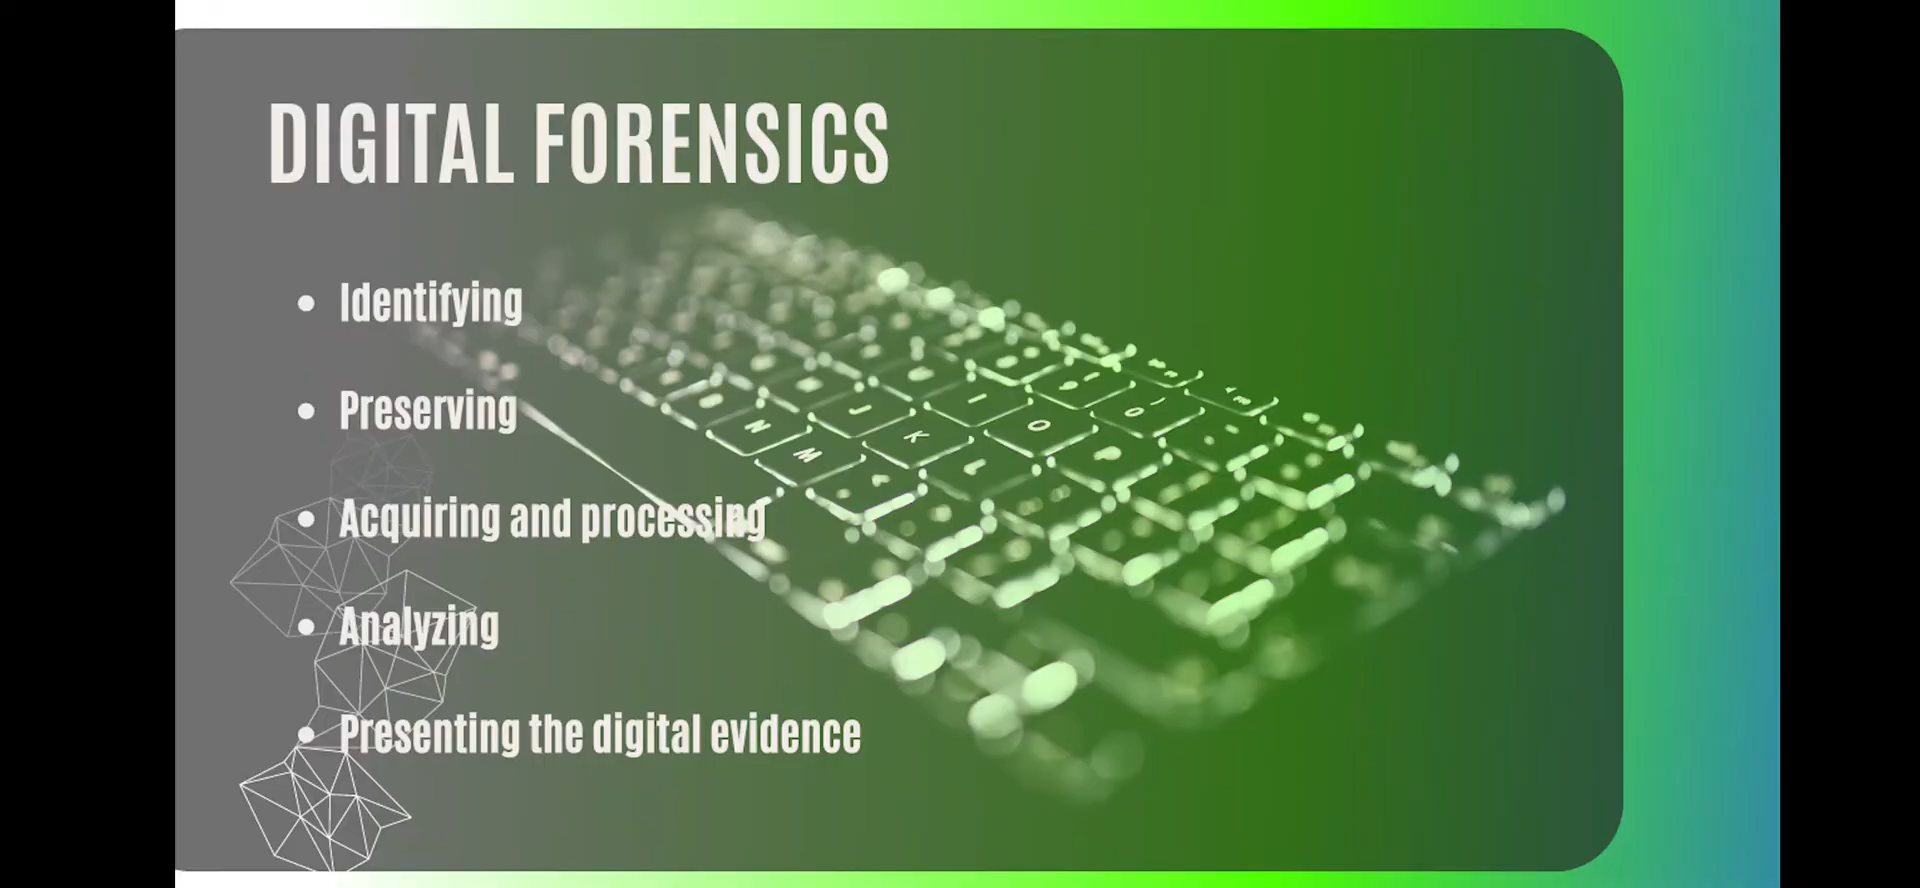 DIGITAL FORENSICS
• Identifying
• Preserving
• Acquiring and processing
• Analyzing
• Presenting the digital evidence
N
M
J
K
L
I
O